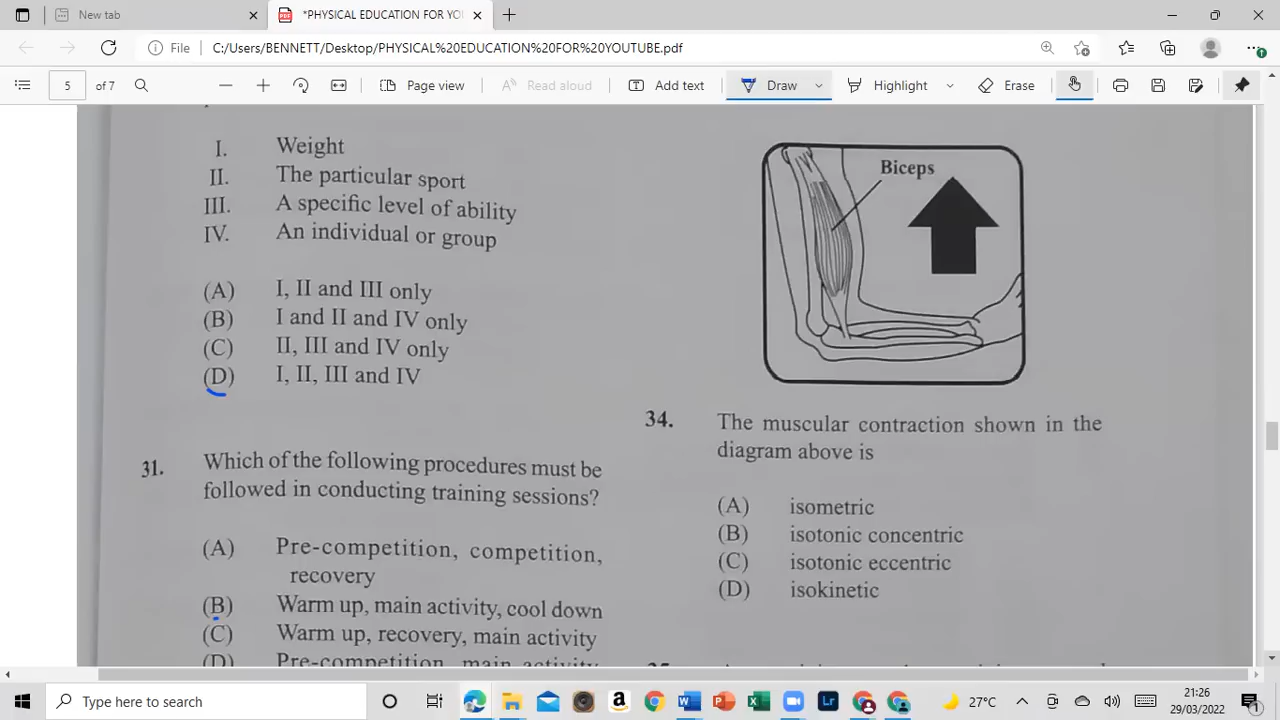 New tab
*PHYSICAL EDUCATION FOR YO
File
C:/Users/BENNETT/Desktop/PHYSICAL%20EDUCATION%20FOR%20YOUTUBE.pdf
5 of 7
Page view
Read aloud
Add text
Draw
Highlight
Erase
I. Weight
II. The particular sport
III. A specific level of ability
IV. An individual or group
(A) I, II and III only
(B) I and II and IV only
(C) II, III and IV only
(D) I, II, III and IV
31. Which of the following procedures must be
followed in conducting training sessions?
(A) Pre-competition, competition,
recovery
(B) Warm up, main activity, cool down
(C) Warm up, recovery, main activity
(D) Pre-competition, main activity,
Biceps
34. The muscular contraction shown in the
diagram above is
(A) isometric
(B) isotonic concentric
(C) isotonic eccentric
(D) isokinetic
Type here to search
27°C
21:26
29/03/2022